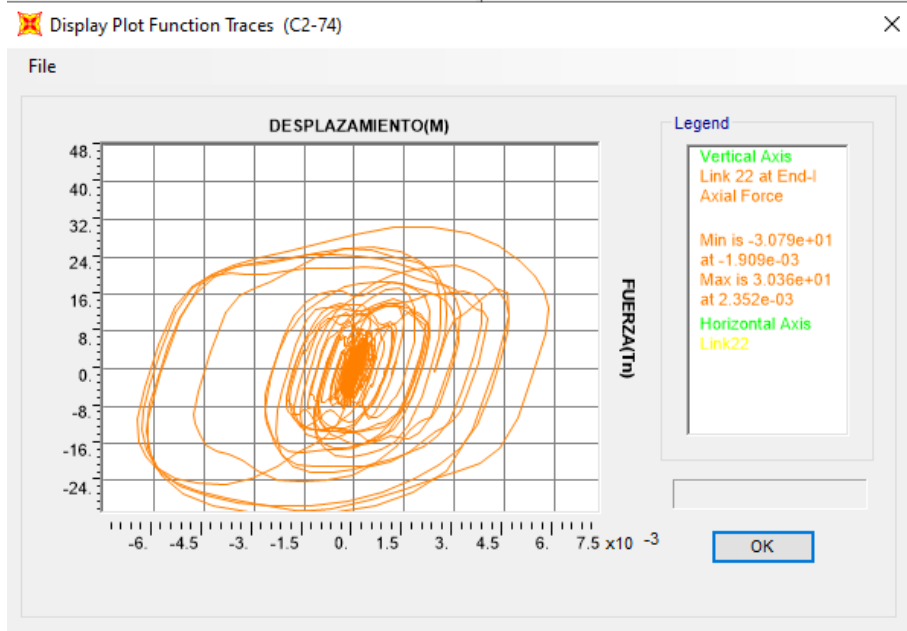 Display Plot Function Traces (C2-74)
File
DESPLAZAMIENTO(M)
Legend
Vertical Axis
Link 22 at End-I
Axial Force
Min is -3.079e+01
at -1.909e-03
Max is 3.036e+01
at 2.352e-03
Horizontal Axis
Link22
48.
40.
32.
24.
16.
8.
0.
-8.
-16.
-24.
FUERZA(Tn)
-6. -4.5 -3. -1.5 0. 1.5 3. 4.5 6. 7.5 x10 -3
OK